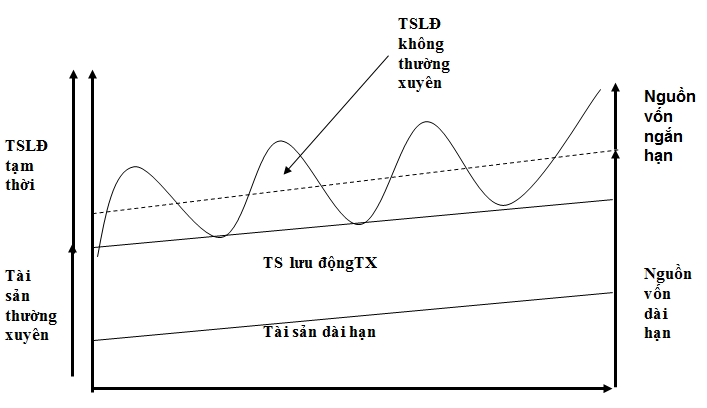 TSLĐ
không
thường
xuyên
TSLĐ
tạm
thời
Nguồn
vốn
ngắn
hạn
TS lưu độngTX
Tài
sản
thường
xuyên
Nguồn
vốn
dài
hạn
Tài sản dài hạn